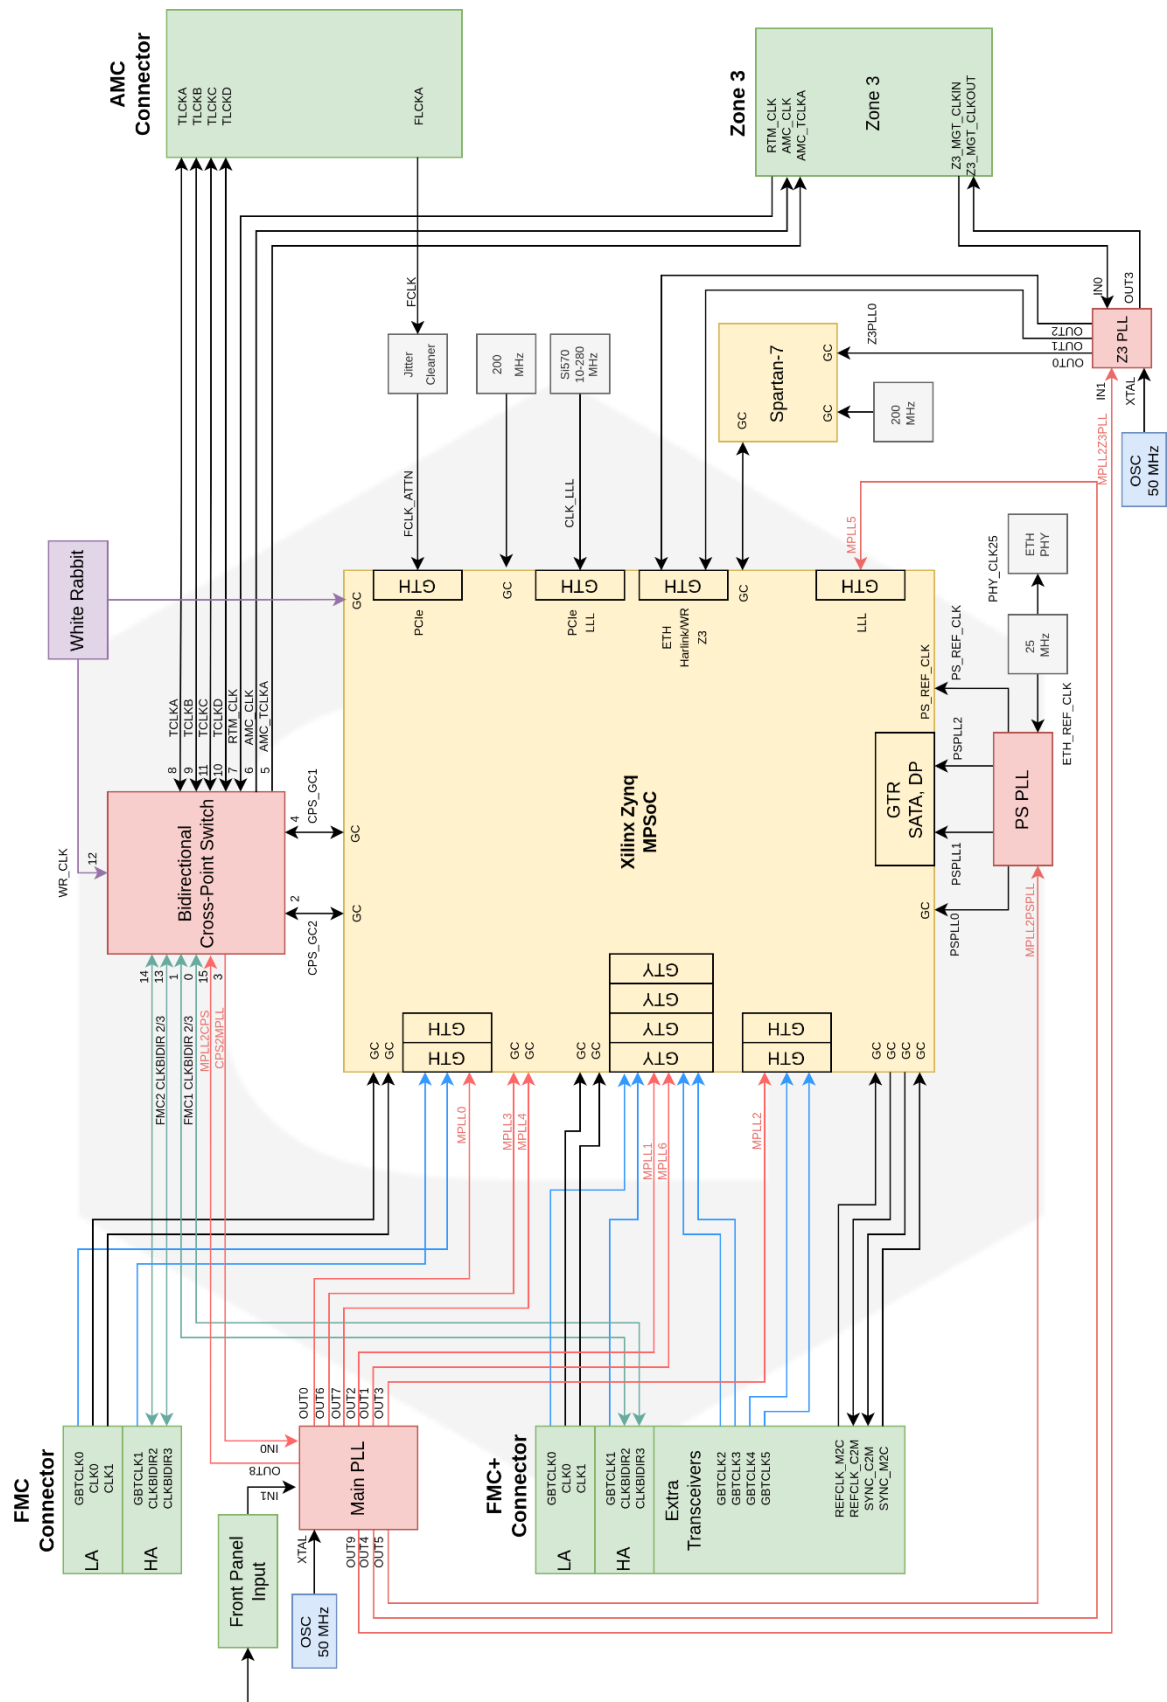 AMC
Connector
TLCKA
TLCKB
TLCKC
TLCKD
FLCKA
Zone 3
RTM_CLK
AMC_CLK
AMC_TCLKA
Zone 3
Z3_MGT_CLKIN
Z3_MGT_CLKOUT
FCLK
Jitter
Cleaner
200
MHz
SI570
10-280
MHz
Spartan-7
GC
GC
GC
200
MHz
Z3PLL0
IN0
OUT3
OUT2
OUT1
OUT0
Z3 PLL
IN1
XTAL
MPLL2Z3PLL
OSC
50 MHz
FCLK_ATTN
CLK_LLL
MPLL5
White Rabbit
WR_CLK
12
TCLKA
TCLKB
TCLKC
TCLKD
RTM_CLK
AMC_CLK
AMC_TCLKA
8
9
11
10
7
6
5
Bidirectional
Cross-Point Switch
4
CPS_GC1
2
CPS_GC2
14
13
1
0
15
3
FMC2 CLKBIDIR 2/3
FMC1 CLKBIDIR 2/3
MPLL2CPS
CPS2MPLL
GC
GTH
PCIe
GC
GTH
PCIe
LLL
GTH
ETH
Harlink/WR
Z3
GC
GTH
LLL
PS_REF_CLK
GC
GC
Xilinx Zynq
MPSoC
GTR
SATA, DP
GC
PHY_CLK25
ETH
PHY
25
MHz
PS_REF_CLK
ETH_REF_CLK
PSPLL2
PSPLL1
PSPLL0
PS PLL
MPLL2PSPLL
GC
GC
GTH
GTH
GC
GC
GC
GC
GTY
GTY
GTY
GTY
GTH
GTH
GC
GC
GC
GC
MPLL0
MPLL3
MPLL4
MPLL1
MPLL6
MPLL2
FMC
Connector
GBTCLK0
CLK0
CLK1
LA
GBTCLK1
CLKBIDIR2
CLKBIDIR3
HA
Front Panel
Input
IN1
OUT8
IN0
OUT0
OUT6
OUT7
OUT2
OUT1
OUT3
Main PLL
XTAL
OUT9
OUT4
OUT5
OSC
50 MHz
FMC+
Connector
GBTCLK0
CLK0
CLK1
LA
GBTCLK1
CLKBIDIR2
CLKBIDIR3
HA
Extra
Transceivers
GBTCLK2
GBTCLK3
GBTCLK4
GBTCLK5
REFCLK_M2C
REFCLK_C2M
SYNC_C2M
SYNC_M2C